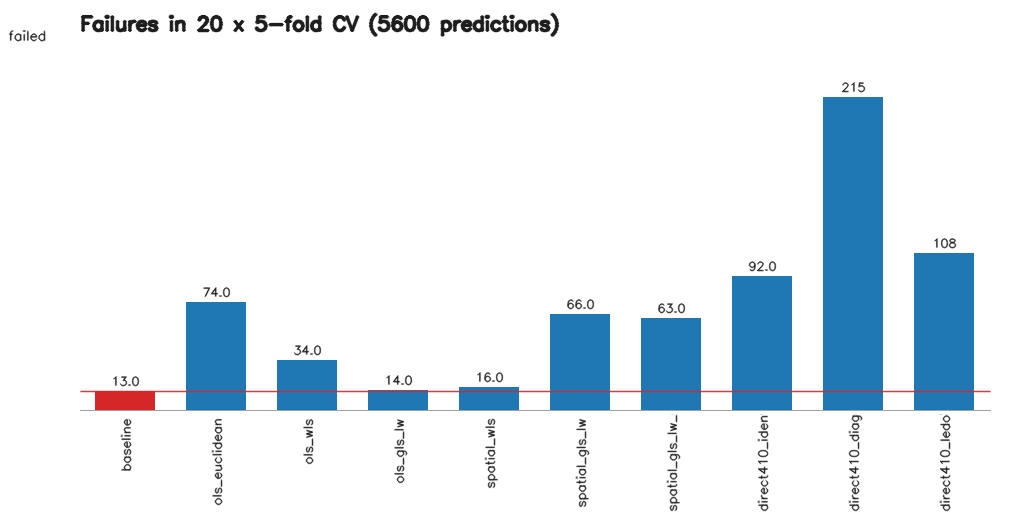 Failures in 20 x 5-fold CV (5600 predictions)
failed
215
108
92.0
74.0
66.0
63.0
34.0
16.0
14.0
13.0
baseline
ols_euclidean
ols_wls
ols_gls_lw
spatial_wls
spatial_gls_lw
spatial_gls_lw_
direct410_iden
direct410_diag
direct410_ledo